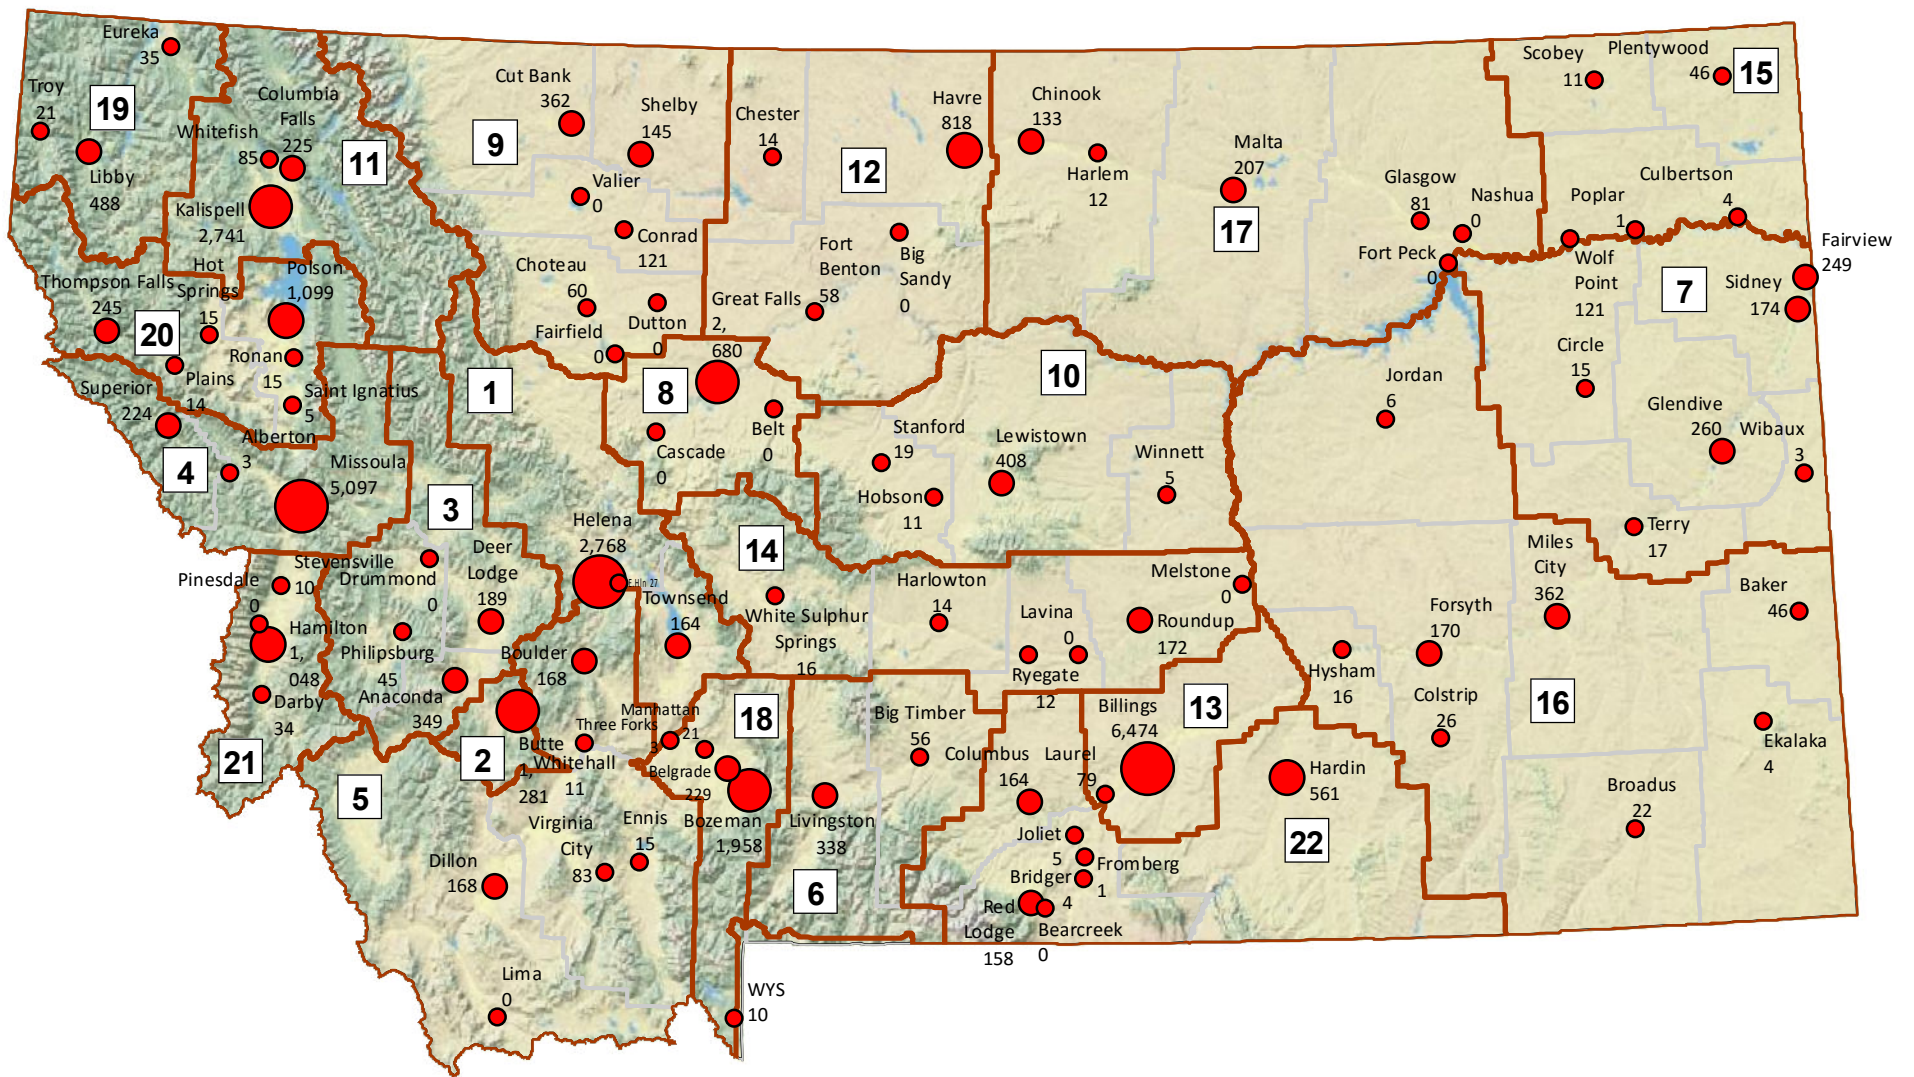 Eureka
35
Troy
21
19
Libby
488
Columbia
Falls
225
Whitefish
85
Kalispell
2,741
11
Cut Bank
362
9
Shelby
145
Valier
0
Conrad
121
Choteau
60
Fairfield
0
Dutton
0
Chester
14
12
Havre
818
Fort
Benton
58
Big
Sandy
0
Great Falls
2,
680
8
Belt
0
Cascade
0
Chinook
133
Harlem
12
Malta
207
17
Glasgow
81
Nashua
0
Fort Peck
0
Scobey
11
Plentywood
46
15
Culbertson
4
Poplar
1
Wolf
Point
121
7
Fairview
249
Sidney
174
Circle
15
Glendive
260
Wibaux
3
Terry
17
Jordan
6
10
Stanford
19
Hobson
11
Lewistown
408
Winnett
5
Thompson Falls
245
20
Hot
Springs
15
Plains
14
Polson
1,099
Ronan
15
Saint Ignatius
5
1
Superior
224
4
Alberton
3
Missoula
5,097
3
Drummond
0
Deer
Lodge
189
Philipsburg
45
Anaconda
349
Stevensville
10
Pinesdale
0
Hamilton
1,
048
Darby
34
21
Helena
2,768
E.Hln 27
Townsend
164
Boulder
168
14
White Sulphur
Springs
16
Harlowton
14
Lavina
0
Ryegate
12
Roundup
172
Melstone
0
Butte
1,
281
2
Whitehall
11
Three Forks
3
Manhattan
21
18
Belgrade
229
Bozeman
1,958
Livingston
338
6
Big Timber
56
Columbus
164
Laurel
79
Billings
6,474
13
Hardin
561
22
Joliet
5
Fromberg
1
Bridger
4
Red
Lodge
158
Bearcreek
0
Hysham
16
Forsyth
170
Colstrip
26
Miles
City
362
16
Baker
46
Ekalaka
4
Broadus
22
5
Dillon
168
Virginia
City
83
Ennis
15
Lima
0
WYS
10